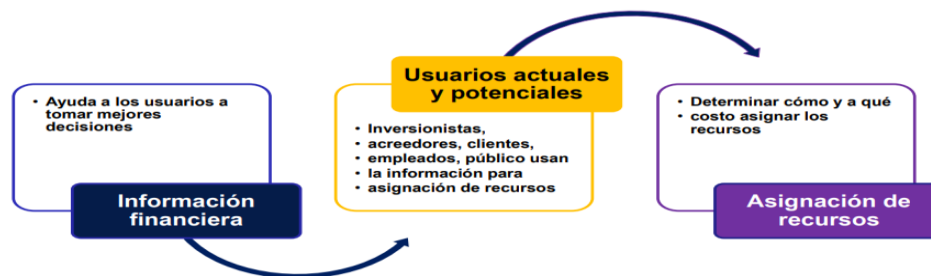 • Ayuda a los usuarios a
tomar mejores
decisiones
Información
financiera
Usuarios actuales
y potenciales
• Inversionistas,
• acreedores, clientes,
• empleados, público usan
• la información para
• asignación de recursos
• Determinar cómo y a qué
• costo asignar los
recursos
Asignación de
recursos